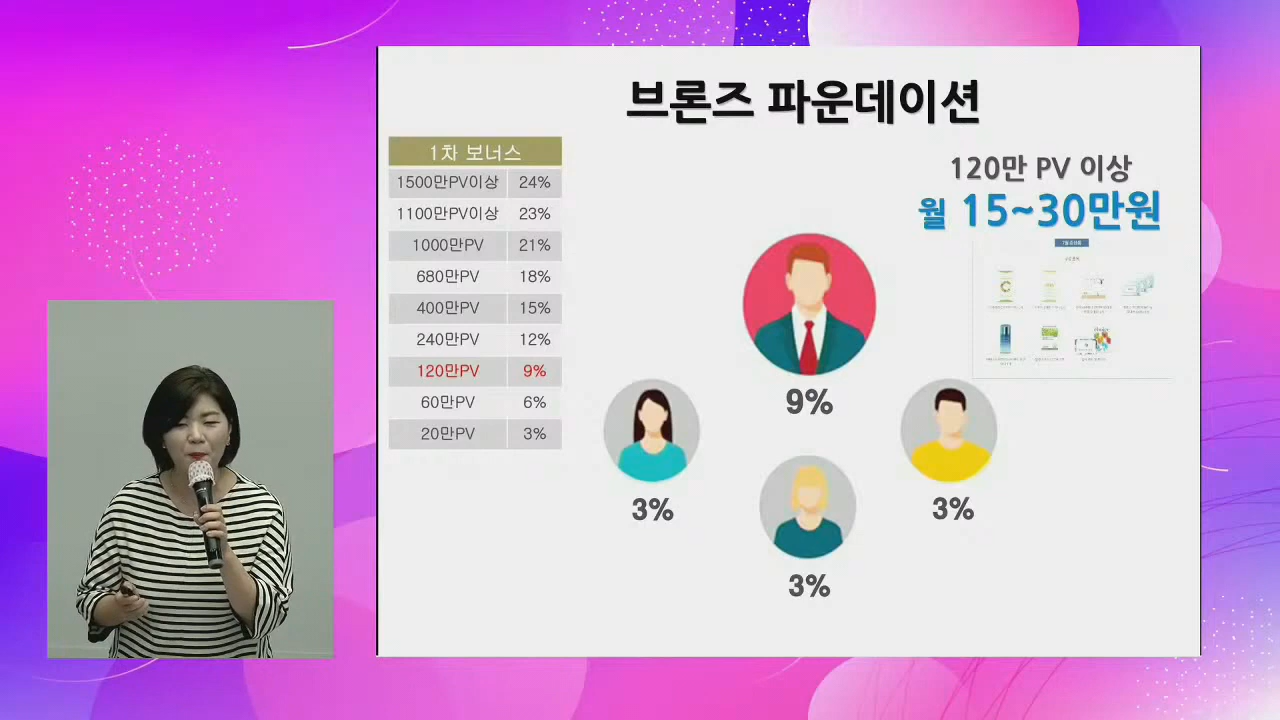 브론즈 파운데이션
1차 보너스
1500만PV이상 24%
1100만PV이상 23%
1000만PV 21%
680만PV 18%
400만PV 15%
240만PV 12%
120만PV 9%
60만PV 6%
20만PV 3%
120만 PV 이상
월 15~30만원
9%
3%
3%
3%